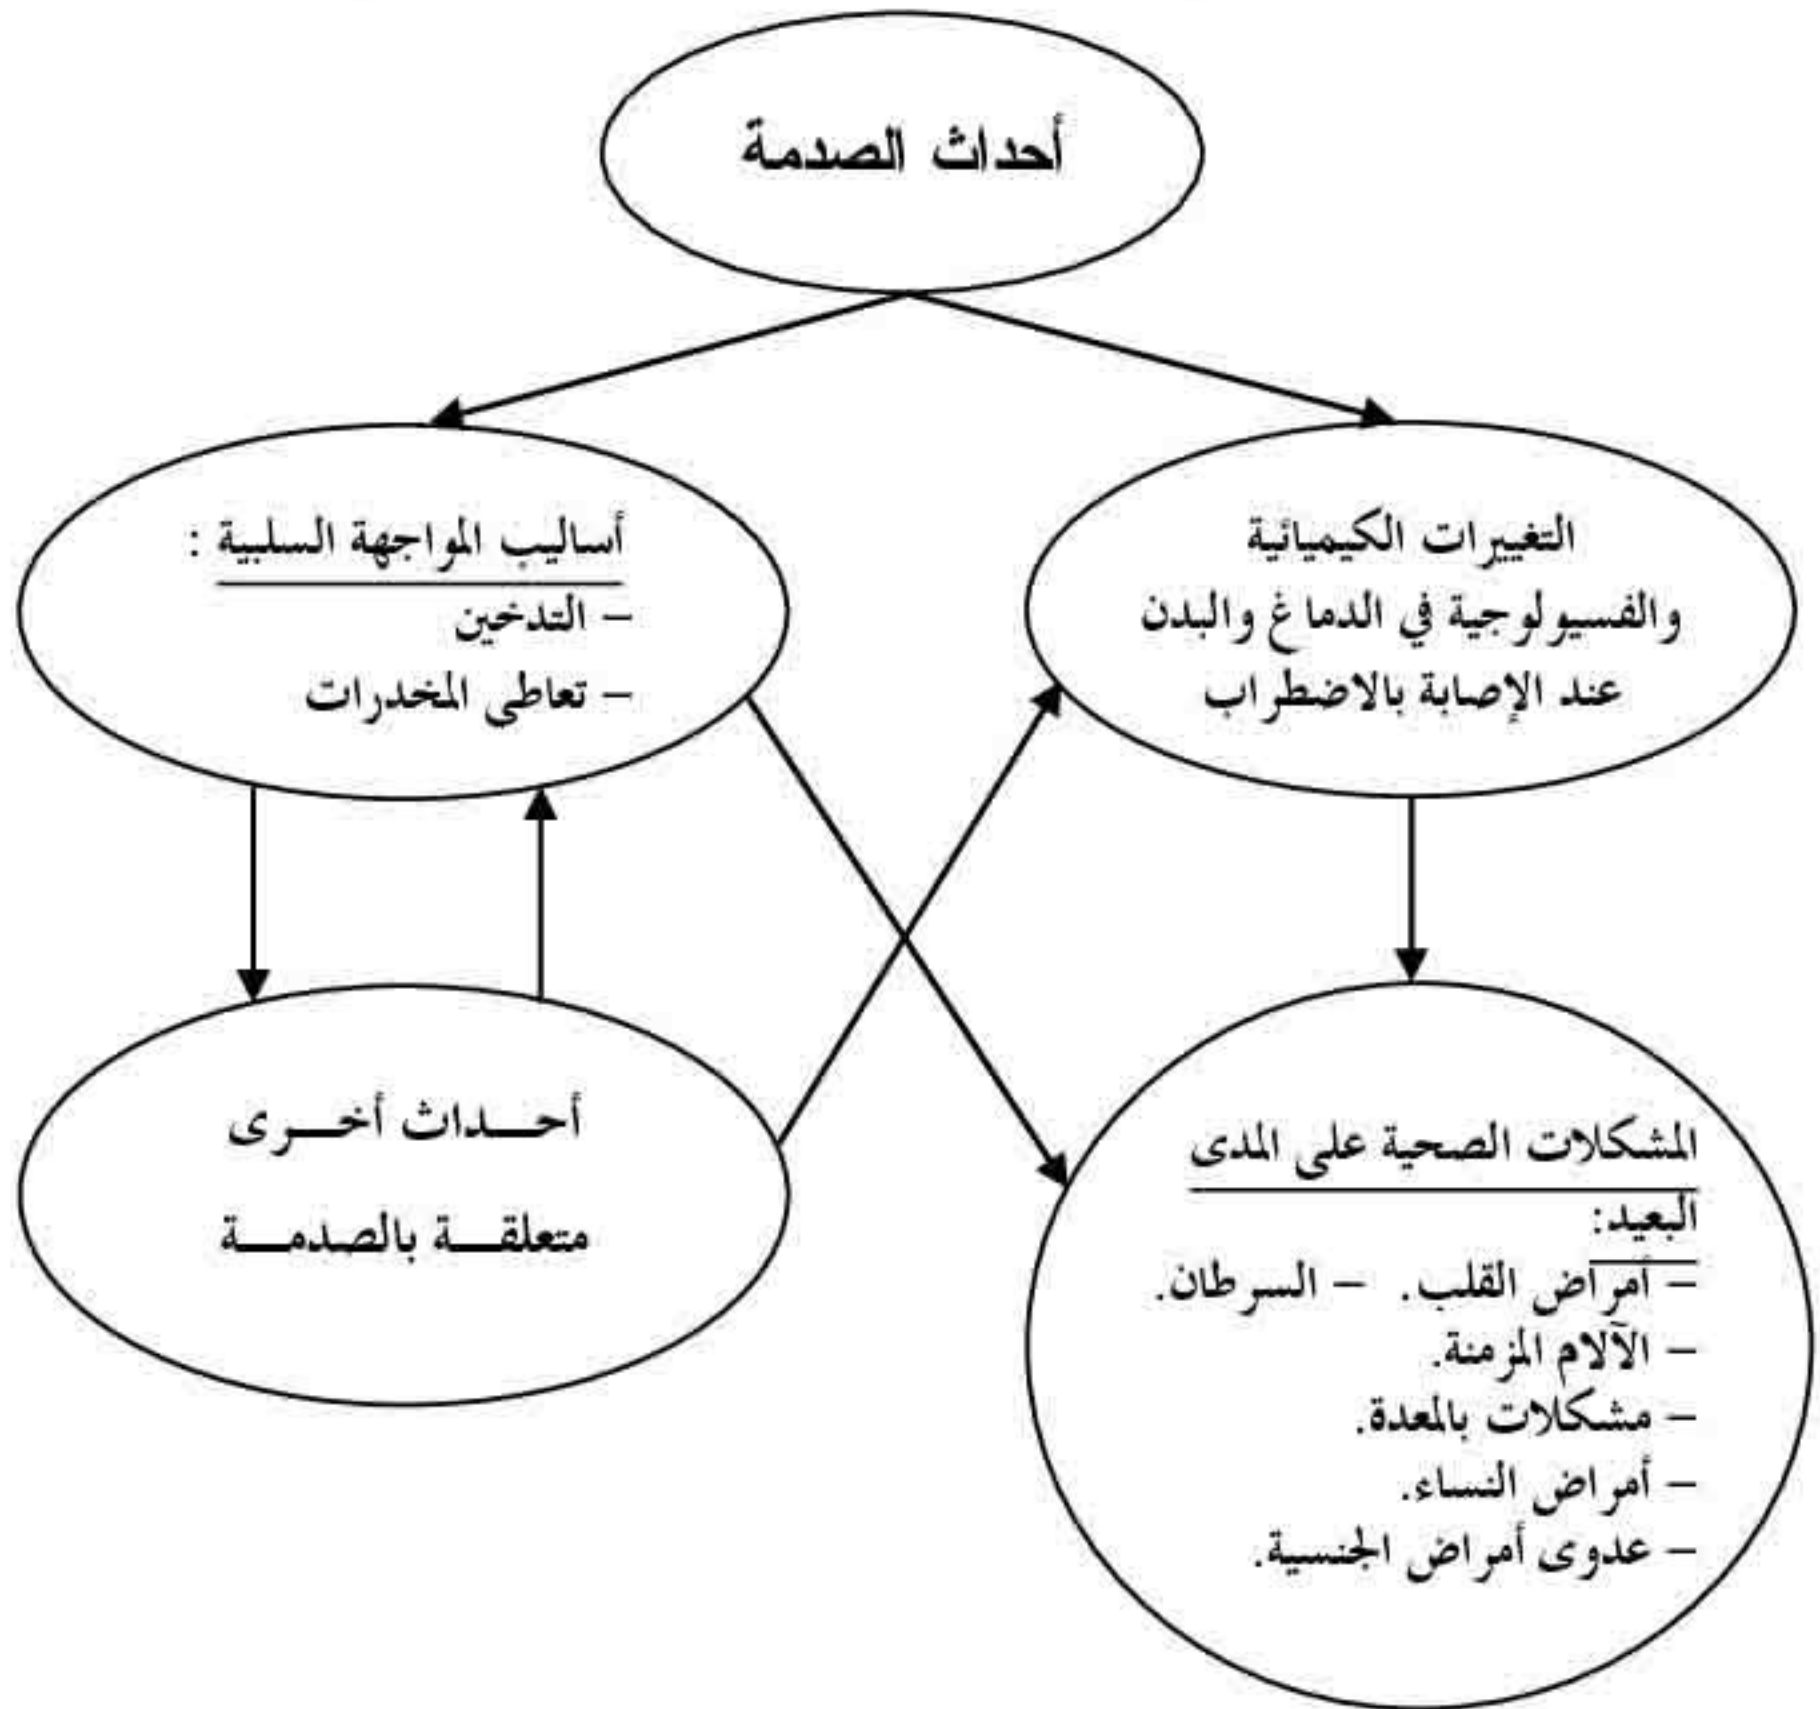 أحداث الصدمة
التغييرات الكيميائية
والفسيولوجية في الدماغ والبدن
عند الإصابة بالاضطراب
أساليب المواجهة السلبية :
– التدخين
– تعاطى المخدرات
أحـــداث أخـــرى
متعلقـــة بالصدمـــة
المشكلات الصحية على المدى
البعيد:
– أمراض القلب. – السرطان.
– الآلام المزمنة.
– مشكلات بالمعدة.
– أمراض النساء.
– عدوى أمراض الجنسية.